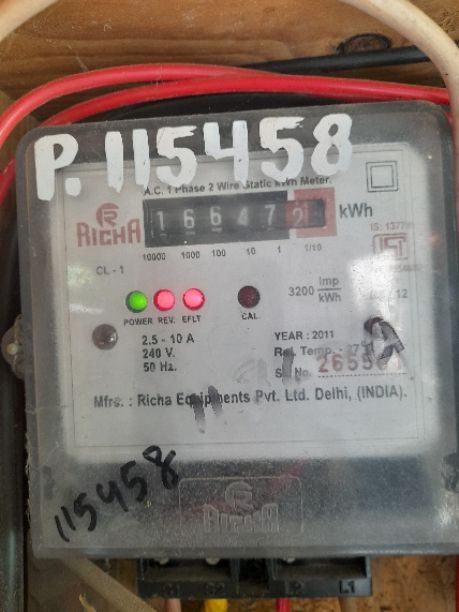 P.115458
A.C. 1 Phase 2 Wire Static kWh Meter.
166472 kWh
RICHA
10000 1000 100 10 1 1/10
CL - 1
3200 imp/kWh
POWER REV. EFLT CAL
2.5 - 10 A
240 V.
50 Hz.
YEAR : 2011
Mfrs. : Richa Equipments Pvt. Ltd. Delhi, (INDIA).
115458
RICHA
L1